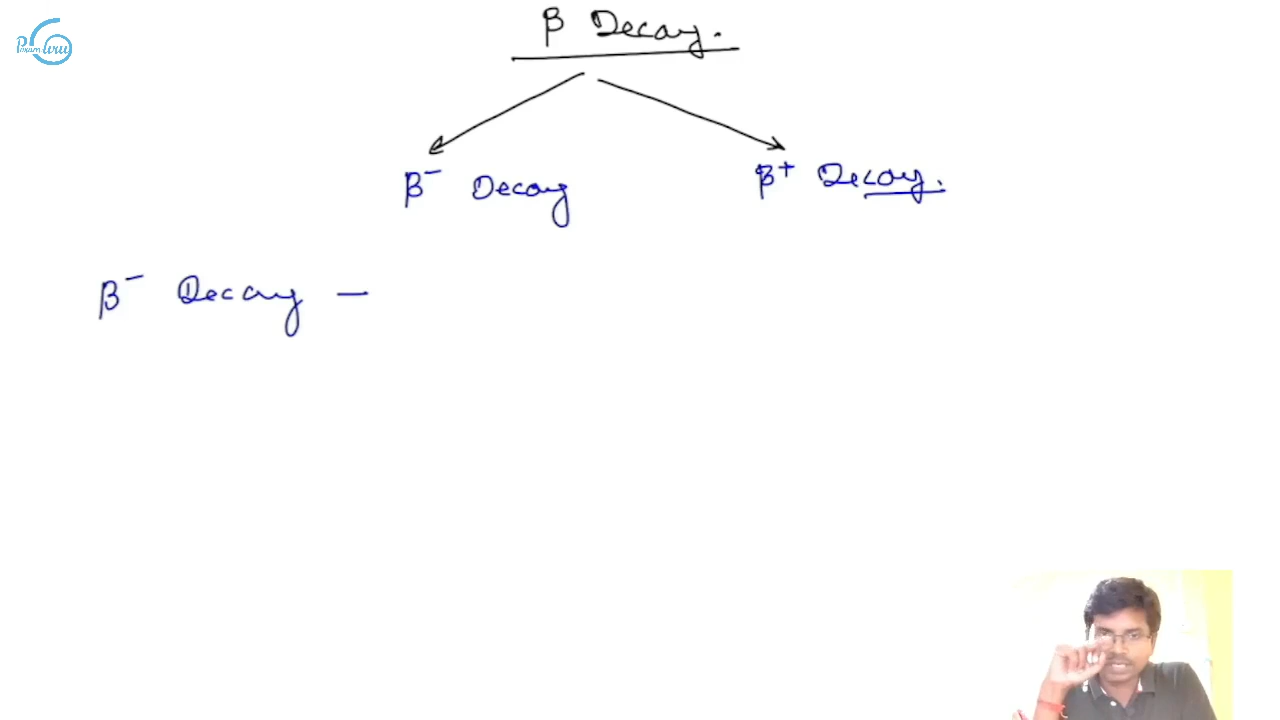 β Decay.
β⁻ Decay
β⁺ Decay.
β⁻ Decay —